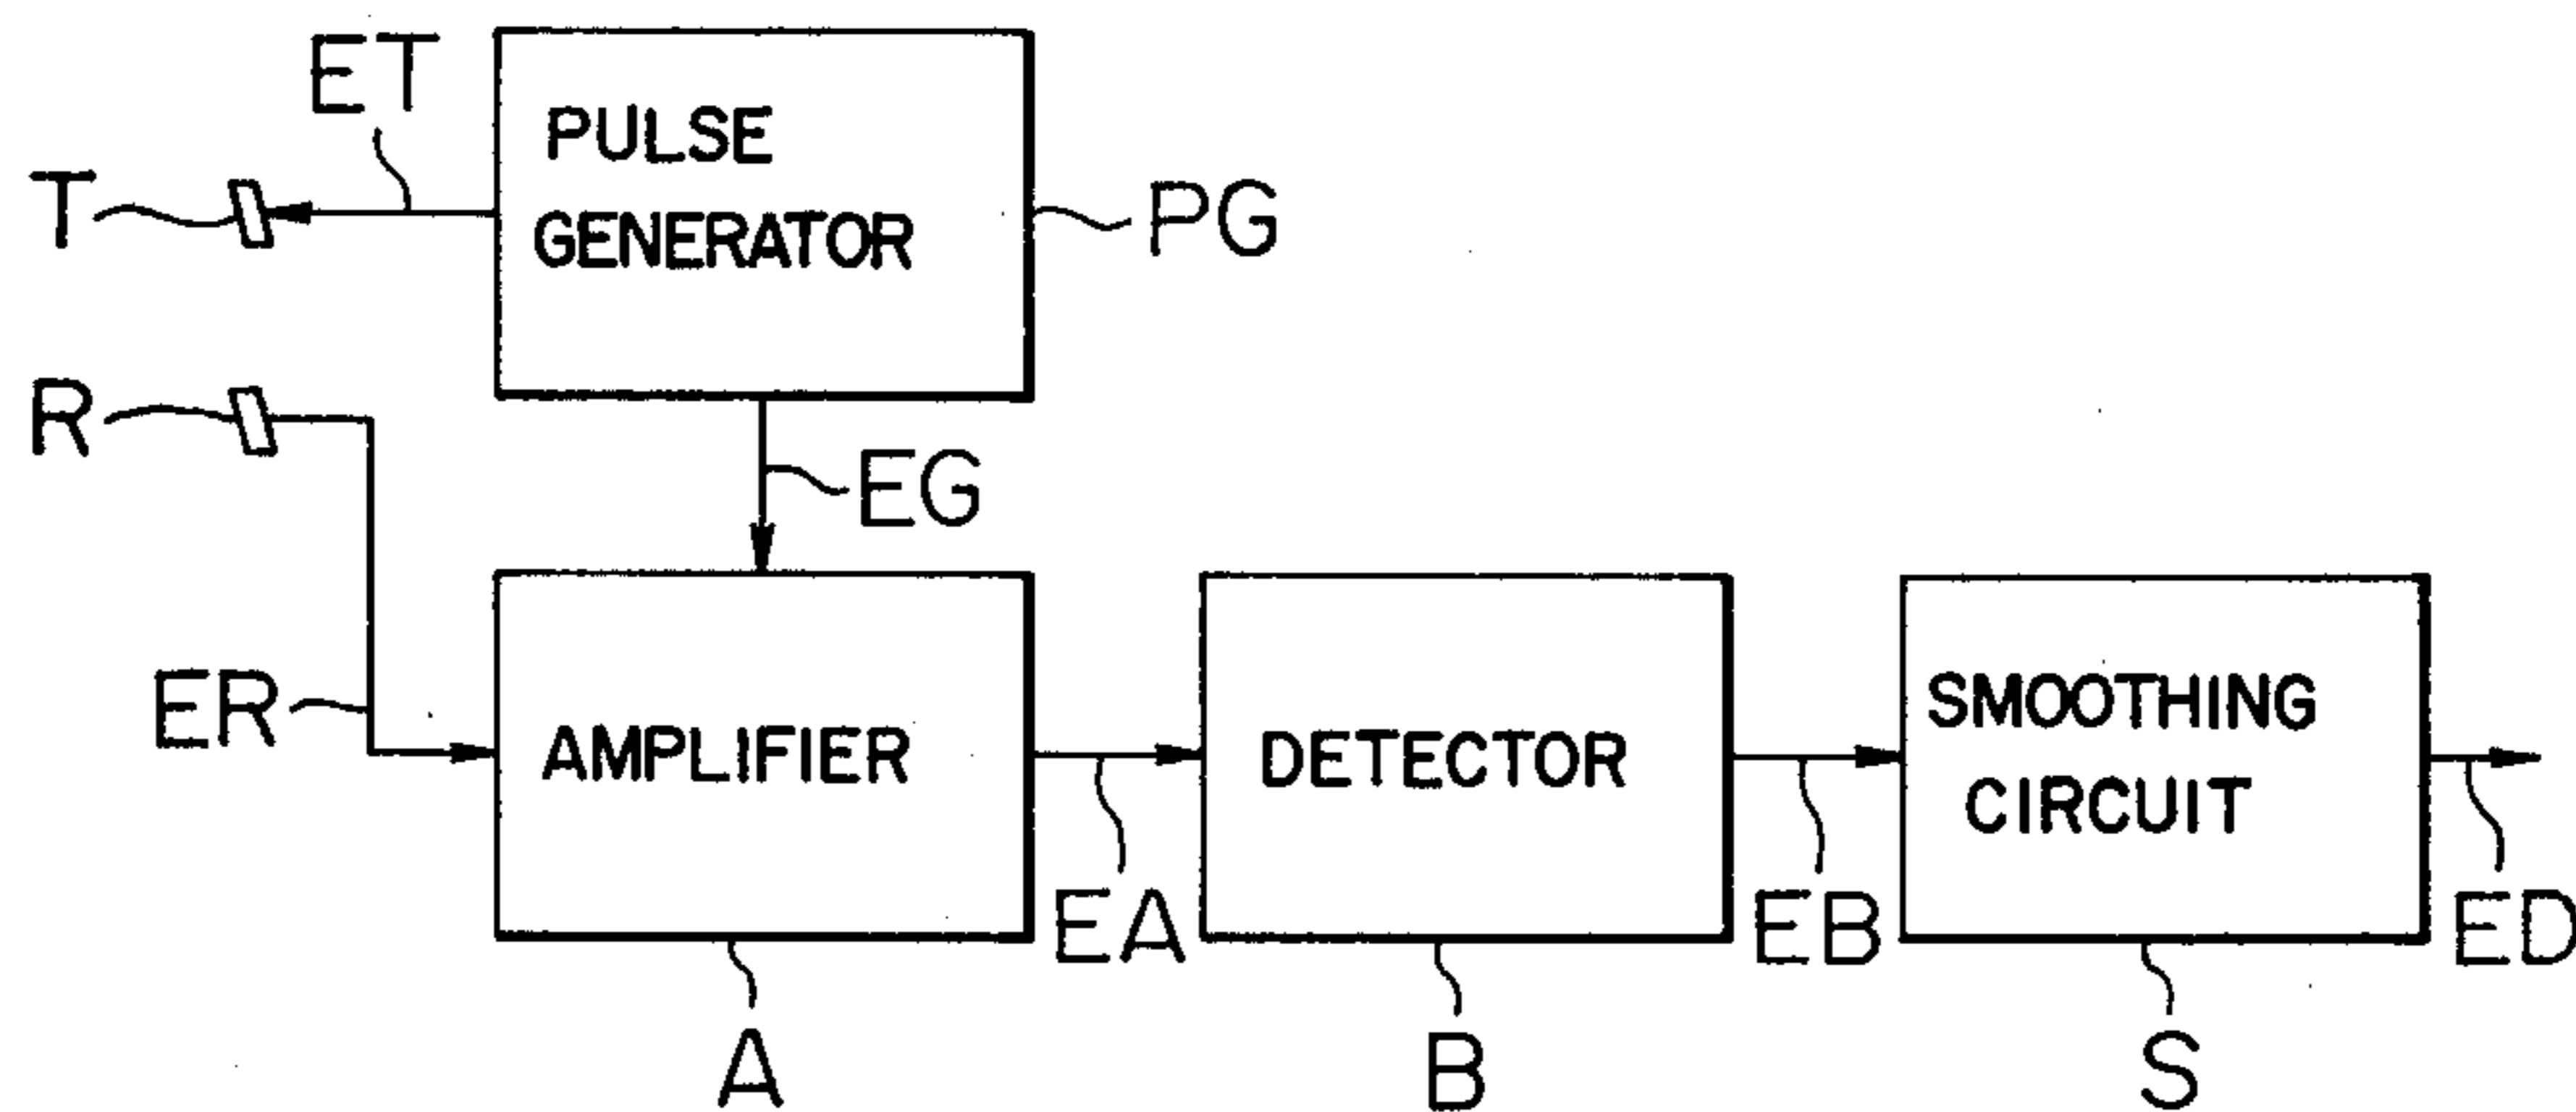 ET
PULSE
GENERATOR
T
PG
R
EG
ER
AMPLIFIER
DETECTOR
SMOOTHING
CIRCUIT
EA
EB
ED
A
B
S